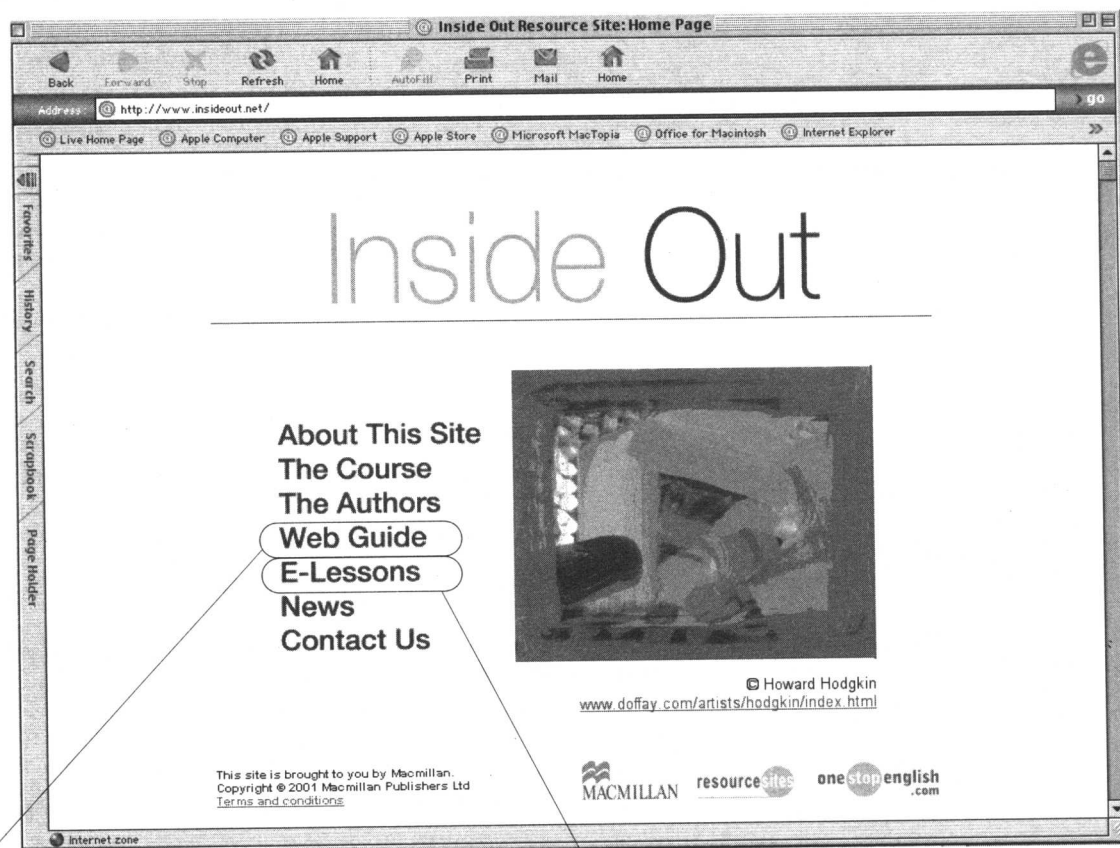 Inside Out Resource Site: Home Page
Back Forward Stop Refresh Home AutoFill Print Mail Home
Address http://www.insideout.net/ go
Live Home Page Apple Computer Apple Support Apple Store Microsoft MacTopia Office for Macintosh Internet Explorer
Favorites
History
Search
Scrapbook
Page Holder
Inside Out
About This Site
The Course
The Authors
Web Guide
E-Lessons
News
Contact Us
© Howard Hodgkin
www.doffay.com/artists/hodgkin/index.html
This site is brought to you by Macmillan.
Copyright © 2001 Macmillan Publishers Ltd
Terms and conditions
MACMILLAN resourcesites onestopenglish
.com
Internet zone